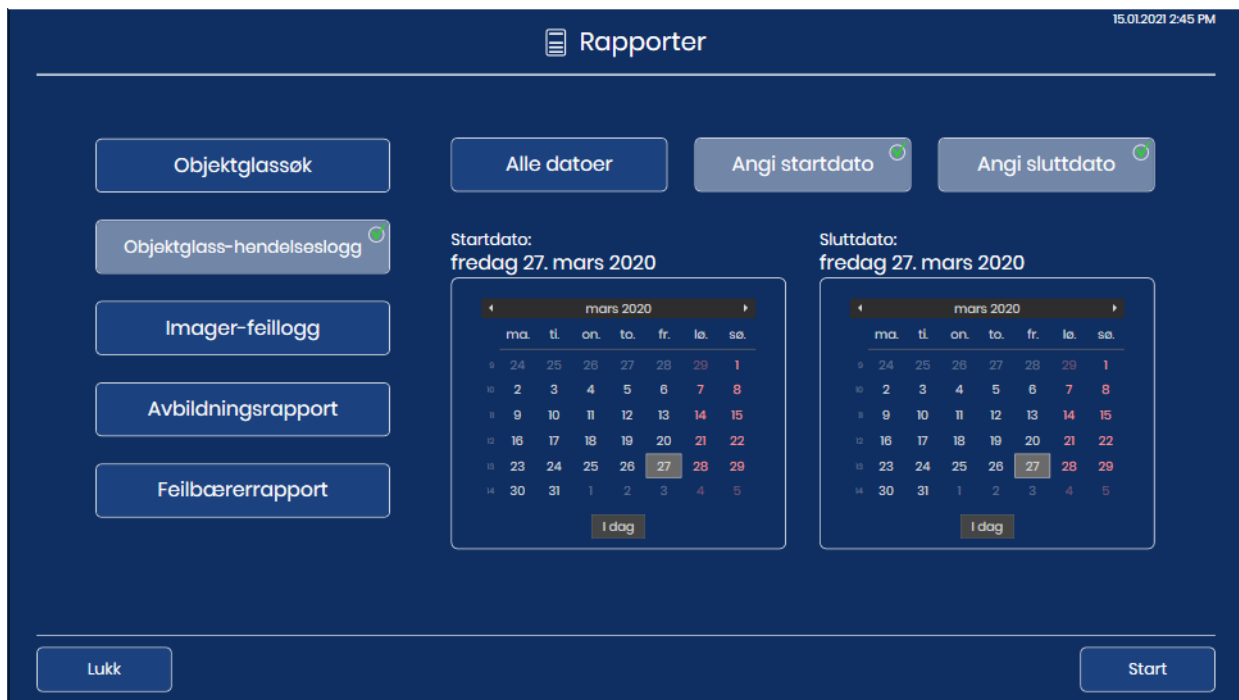 15.01.2021 2:45 PM
Rapporter
Objektglassøk
Objektglass-hendelseslogg
Imager-feillogg
Avbildningsrapport
Feilbærerrapport
Alle datoer
Angi startdato
Angi sluttdato
Startdato:
fredag 27. mars 2020
mars 2020
ma. ti. on. to. fr. lø. sø.
9 24 25 26 27 28 29 1
10 2 3 4 5 6 7 8
11 9 10 11 12 13 14 15
12 16 17 18 19 20 21 22
13 23 24 25 26 27 28 29
14 30 31 1 2 3 4 5
I dag
Sluttdato:
fredag 27. mars 2020
mars 2020
ma. ti. on. to. fr. lø. sø.
9 24 25 26 27 28 29 1
10 2 3 4 5 6 7 8
11 9 10 11 12 13 14 15
12 16 17 18 19 20 21 22
13 23 24 25 26 27 28 29
14 30 31 1 2 3 4 5
I dag
Lukk
Start